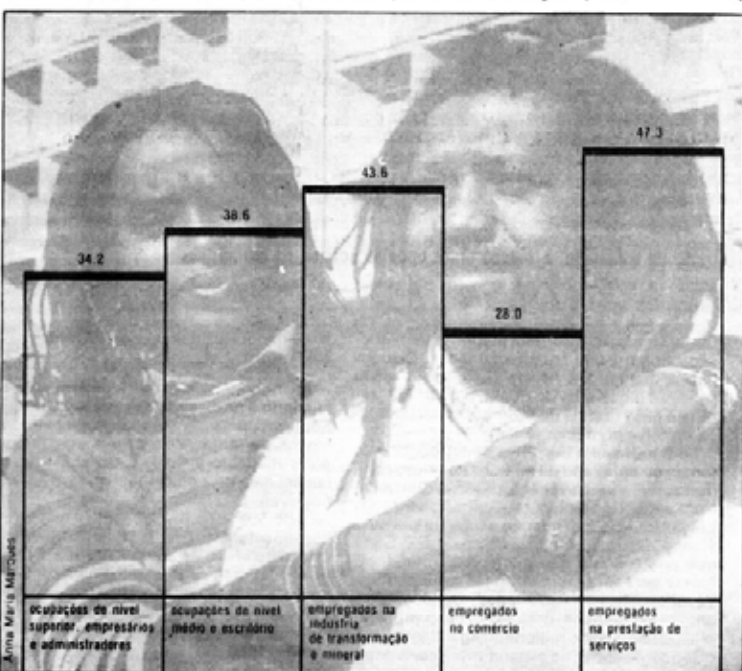 47.3
43.6
38.6
34.2
28.0
ocupações de nível
superior, empresários
e administradores
ocupações de nível
médio e escritório
empregados na
indústria
de transformação
e mineral
empregados
no comércio
empregados
na prestação de
serviços
Anna Maria Marques